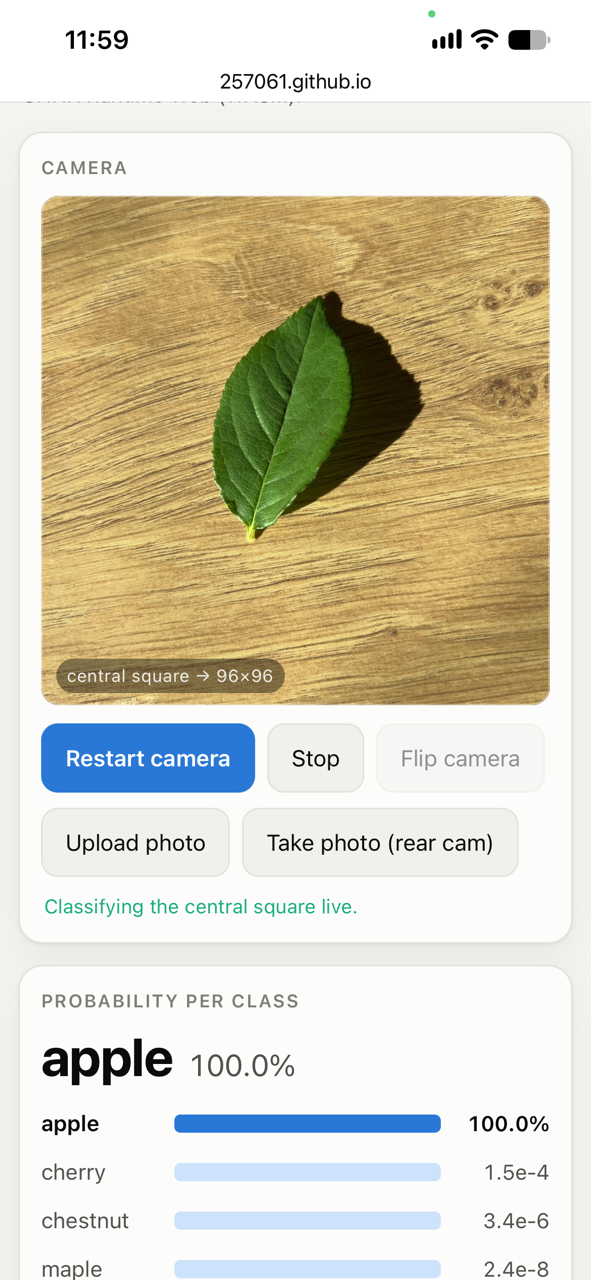 11:59
257061.github.io
CAMERA
central square → 96×96
Restart camera
Stop
Flip camera
Upload photo
Take photo (rear cam)
Classifying the central square live.
PROBABILITY PER CLASS
apple 100.0%
apple 100.0%
cherry 1.5e-4
chestnut 3.4e-6
maple 2.4e-8